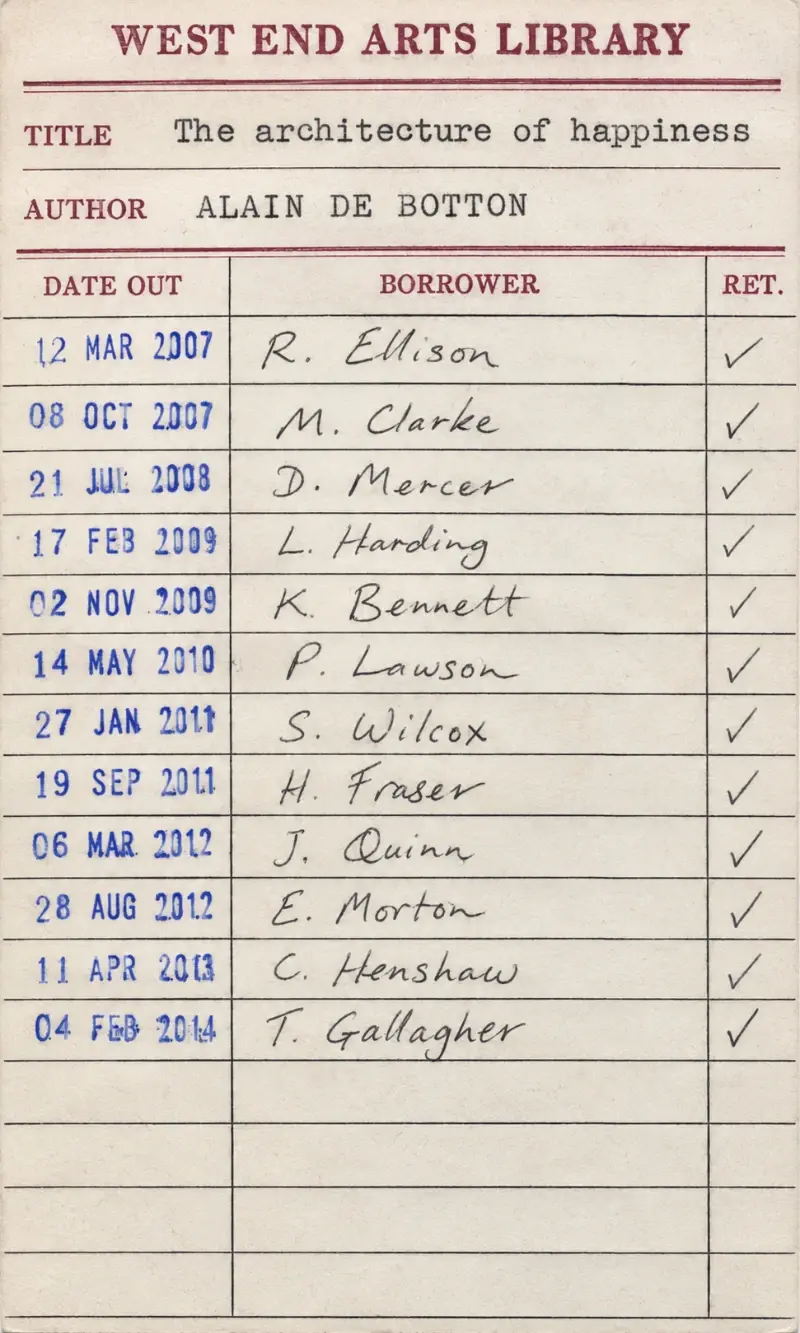 WEST END ARTS LIBRARY
TITLE The architecture of happiness
AUTHOR ALAIN DE BOTTON
DATE OUT BORROWER RET.
12 MAR 2007 R. Ellison ✓
08 OCT 2007 M. Clarke ✓
21 JUL 2008 D. Mercer ✓
17 FEB 2009 L. Harding ✓
02 NOV 2009 K. Bennett ✓
14 MAY 2010 P. Lawson ✓
27 JAN 2011 S. Wilcox ✓
19 SEP 2011 H. Fraser ✓
06 MAR 2012 J. Quinn ✓
28 AUG 2012 E. Morton ✓
11 APR 2013 C. Henshaw ✓
04 FEB 2014 T. Gallagher ✓